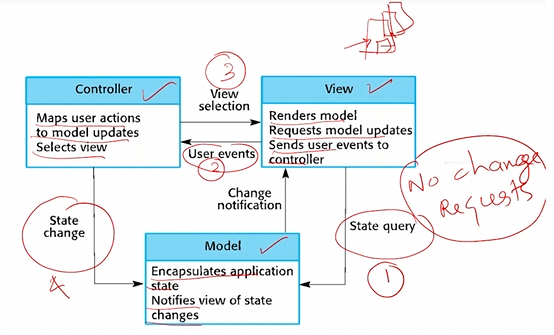 3
Controller
View
View
selection
Maps user actions
to model updates
Selects view
Renders model
Requests model updates
Sends user events to
controller
User events
2
No change
Requests
Change
notification
State
change
State query
Model
4
1
Encapsulates application
state
Notifies view of state
changes